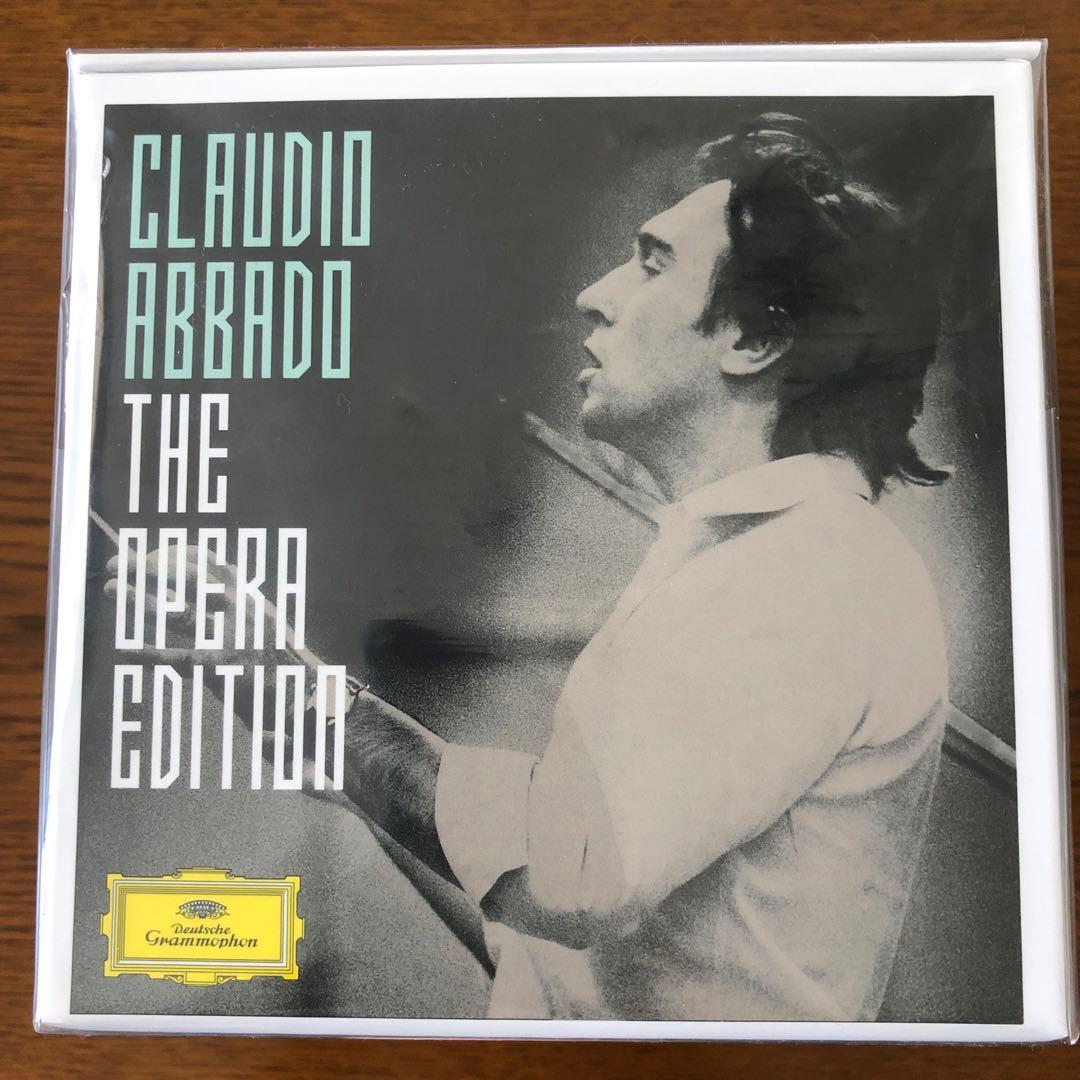 CLAUDIO
ABBADO
THE
OPERA
EDITION
Deutsche
Grammophon